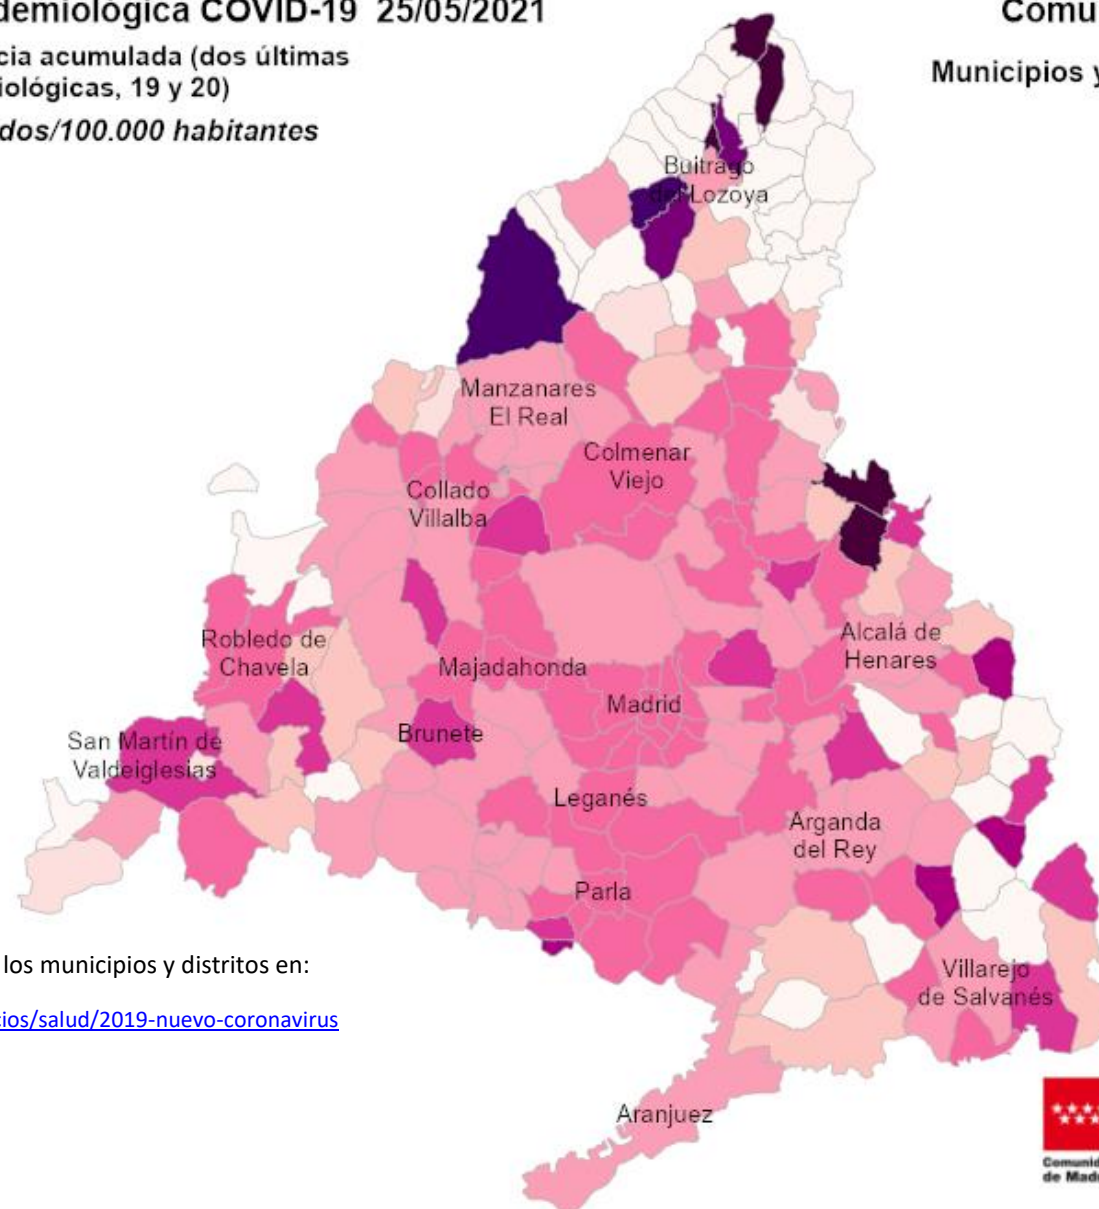 demiológica COVID-19 25/05/2021
Comu
cia acumulada (dos últimas
iológicas, 19 y 20)
Municipios y
dos/100.000 habitantes
Buitrago
del Lozoya
Manzanares
El Real
Colmenar
Viejo
Collado
Villalba
Robledo de
Chavela
Majadahonda
Alcalá de
Henares
Madrid
San Martín de
Valdeiglesias
Brunete
Leganés
Arganda
del Rey
Parla
los municipios y distritos en:
Villarejo
de Salvanés
cios/salud/2019-nuevo-coronavirus
Aranjuez
Comunid
de Madr